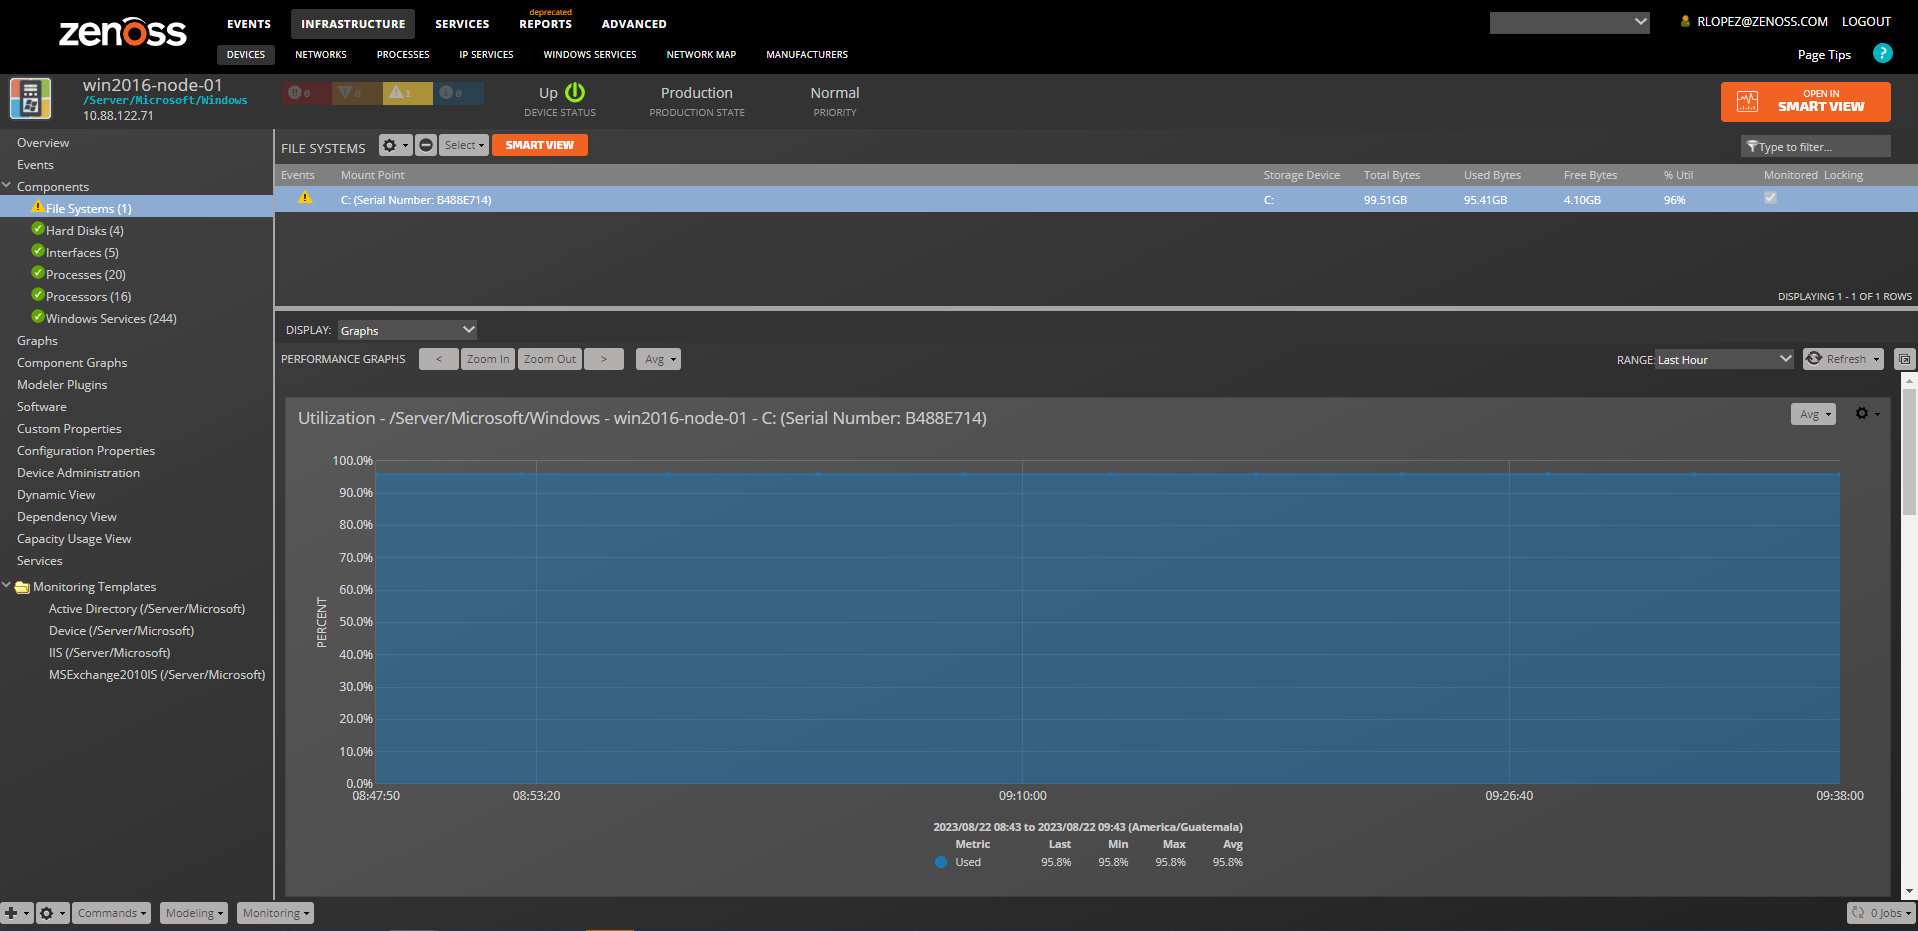 zenoss
EVENTS
INFRASTRUCTURE
SERVICES
deprecated
REPORTS
ADVANCED
RLOPEZ@ZENOSS.COM
LOGOUT
DEVICES
NETWORKS
PROCESSES
IP SERVICES
WINDOWS SERVICES
NETWORK MAP
MANUFACTURERS
Page Tips
?
win2016-node-01
/Server/Microsoft/Windows
10.88.122.71
0
0
1
0
Up
DEVICE STATUS
Production
PRODUCTION STATE
Normal
PRIORITY
OPEN IN
SMART VIEW
Overview
Events
Components
File Systems (1)
Hard Disks (4)
Interfaces (5)
Processes (20)
Processors (16)
Windows Services (244)
Graphs
Component Graphs
Modeler Plugins
Software
Custom Properties
Configuration Properties
Device Administration
Dynamic View
Dependency View
Capacity Usage View
Services
Monitoring Templates
Active Directory (/Server/Microsoft)
Device (/Server/Microsoft)
IIS (/Server/Microsoft)
MSExchange2010IS (/Server/Microsoft)
FILE SYSTEMS
Select
SMART VIEW
Type to filter...
Events Mount Point Storage Device Total Bytes Used Bytes Free Bytes % Util Monitored Locking
C: (Serial Number: B488E714) C: 99.51GB 95.41GB 4.10GB 96%
DISPLAYING 1 - 1 OF 1 ROWS
DISPLAY: Graphs
PERFORMANCE GRAPHS < Zoom In Zoom Out > Avg
RANGE: Last Hour Refresh
Utilization - /Server/Microsoft/Windows - win2016-node-01 - C: (Serial Number: B488E714)
Avg
PERCENT
100.0%
90.0%
80.0%
70.0%
60.0%
50.0%
40.0%
30.0%
20.0%
10.0%
0.0%
08:47:50 08:53:20 09:10:00 09:26:40 09:38:00
2023/08/22 08:43 to 2023/08/22 09:43 (America/Guatemala)
Metric Last Min Max Avg
Used 95.8% 95.8% 95.8% 95.8%
Commands
Modeling
Monitoring
0 Jobs